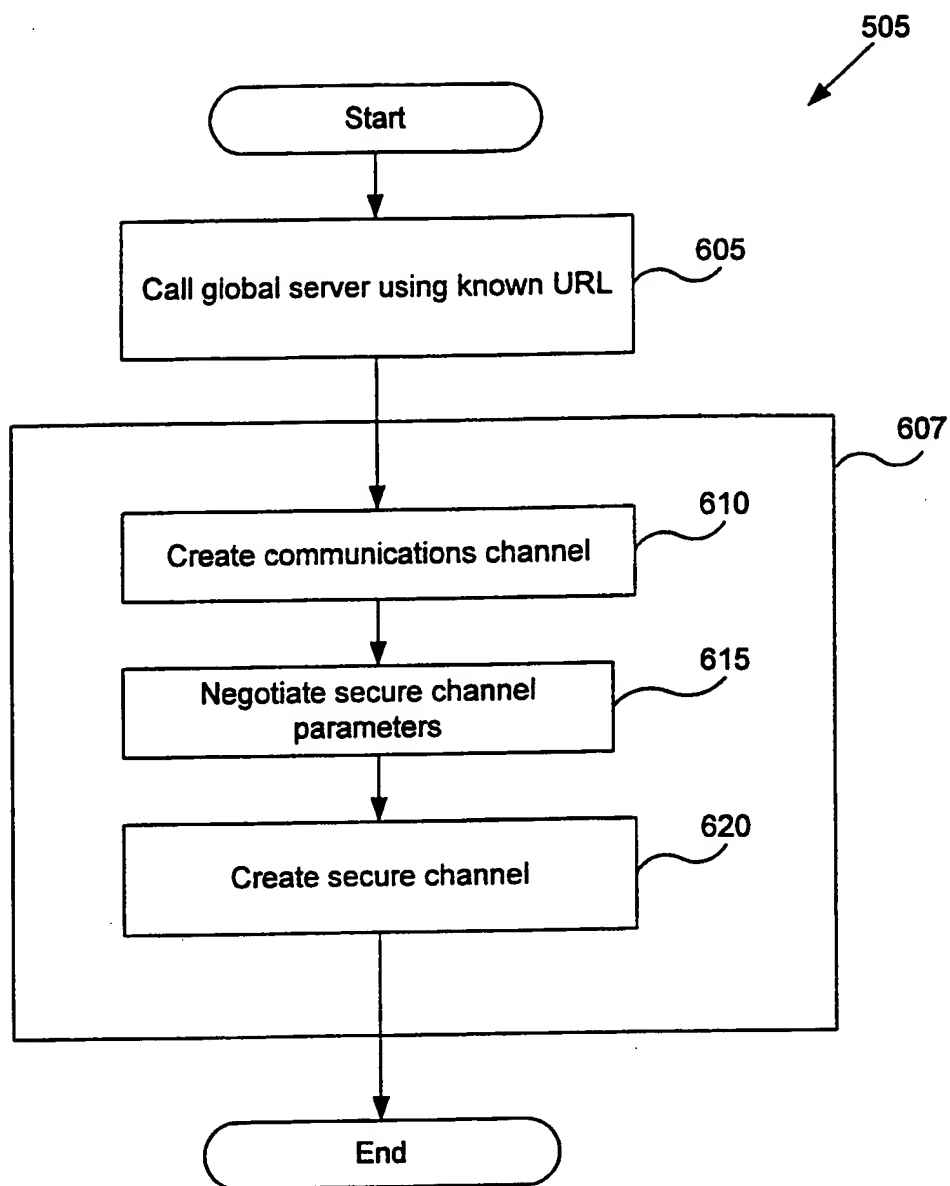 505
Start
Call global server using known URL
605
607
Create communications channel
610
Negotiate secure channel
parameters
615
Create secure channel
620
End